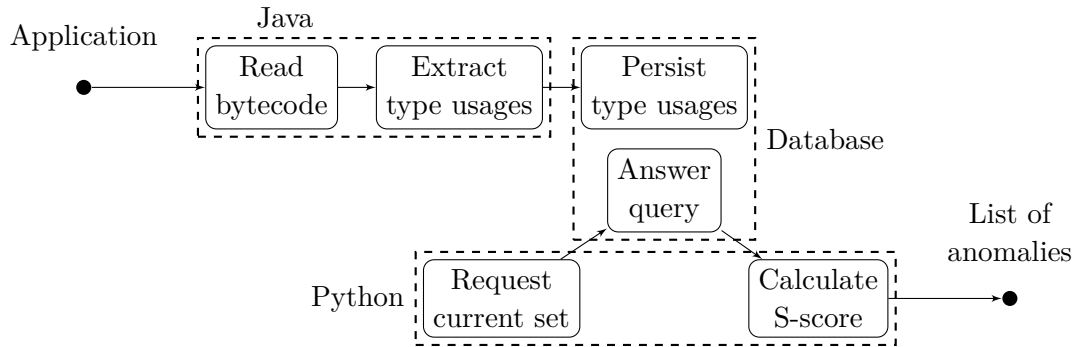 Java
Application
Read
bytecode
Extract
type usages
Persist
type usages
Database
Answer
query
List of
anomalies
Python
Request
current set
Calculate
S-score